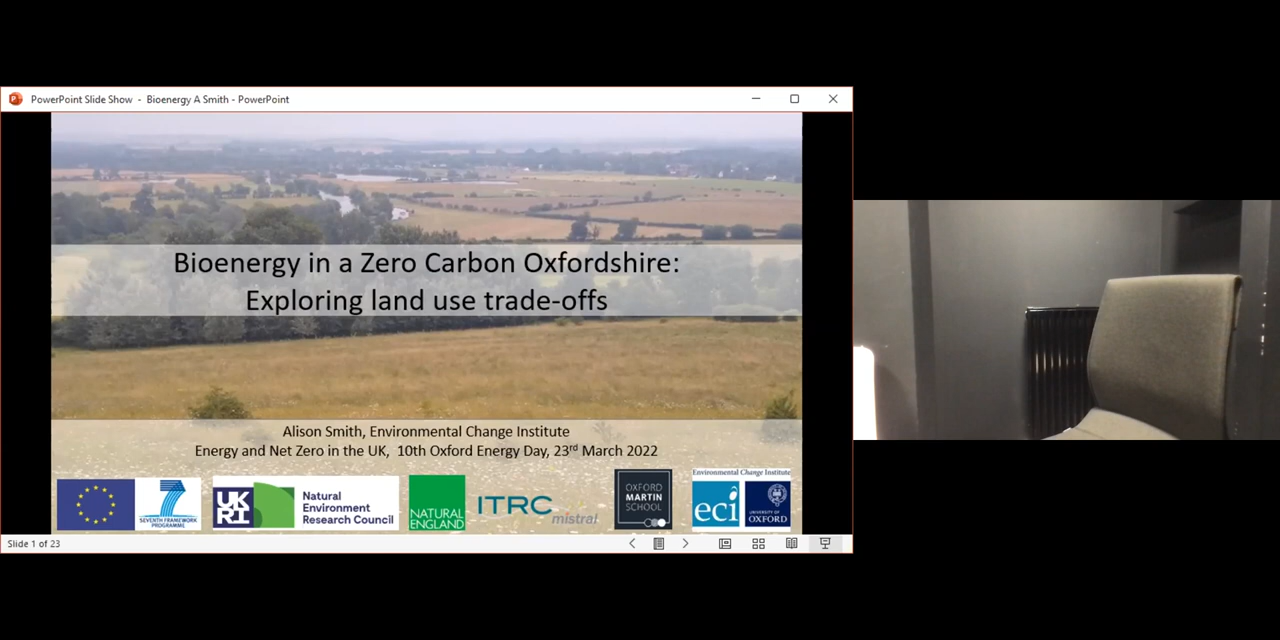 PowerPoint Slide Show - Bioenergy A Smith - PowerPoint
Bioenergy in a Zero Carbon Oxfordshire:
Exploring land use trade-offs
Alison Smith, Environmental Change Institute
Energy and Net Zero in the UK, 10th Oxford Energy Day, 23rd March 2022
SEVENTH FRAMEWORK
PROGRAMME
UK
RI
Natural
Environment
Research Council
NATURAL
ENGLAND
ITRC
mistral
OXFORD
MARTIN
SCHOOL
Environmental Change Institute
eci
UNIVERSITY OF
OXFORD
Slide 1 of 23